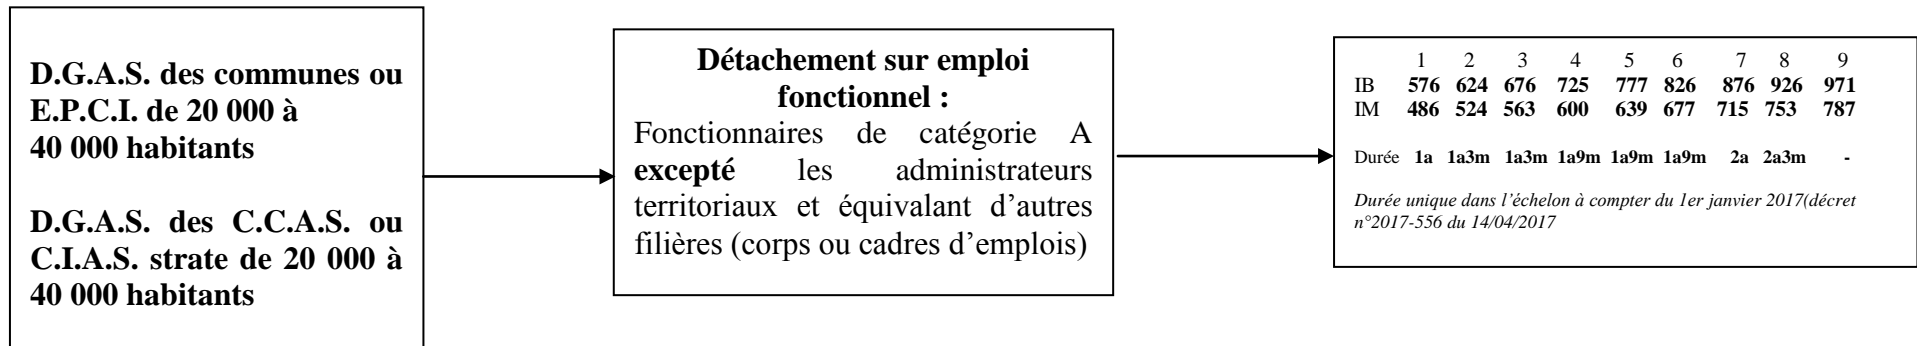 D.G.A.S. des communes ou
E.P.C.I. de 20 000 à
40 000 habitants
D.G.A.S. des C.C.A.S. ou
C.I.A.S. strate de 20 000 à
40 000 habitants
Détachement sur emploi
fonctionnel :
Fonctionnaires de catégorie A
excepté les administrateurs
territoriaux et équivalant d’autres
filières (corps ou cadres d’emplois)
1 2 3 4 5 6 7 8 9
IB 576 624 676 725 777 826 876 926 971
IM 486 524 563 600 639 677 715 753 787
Durée 1a 1a3m 1a3m 1a9m 1a9m 1a9m 2a 2a3m -
Durée unique dans l’échelon à compter du 1er janvier 2017(décret
n°2017-556 du 14/04/2017